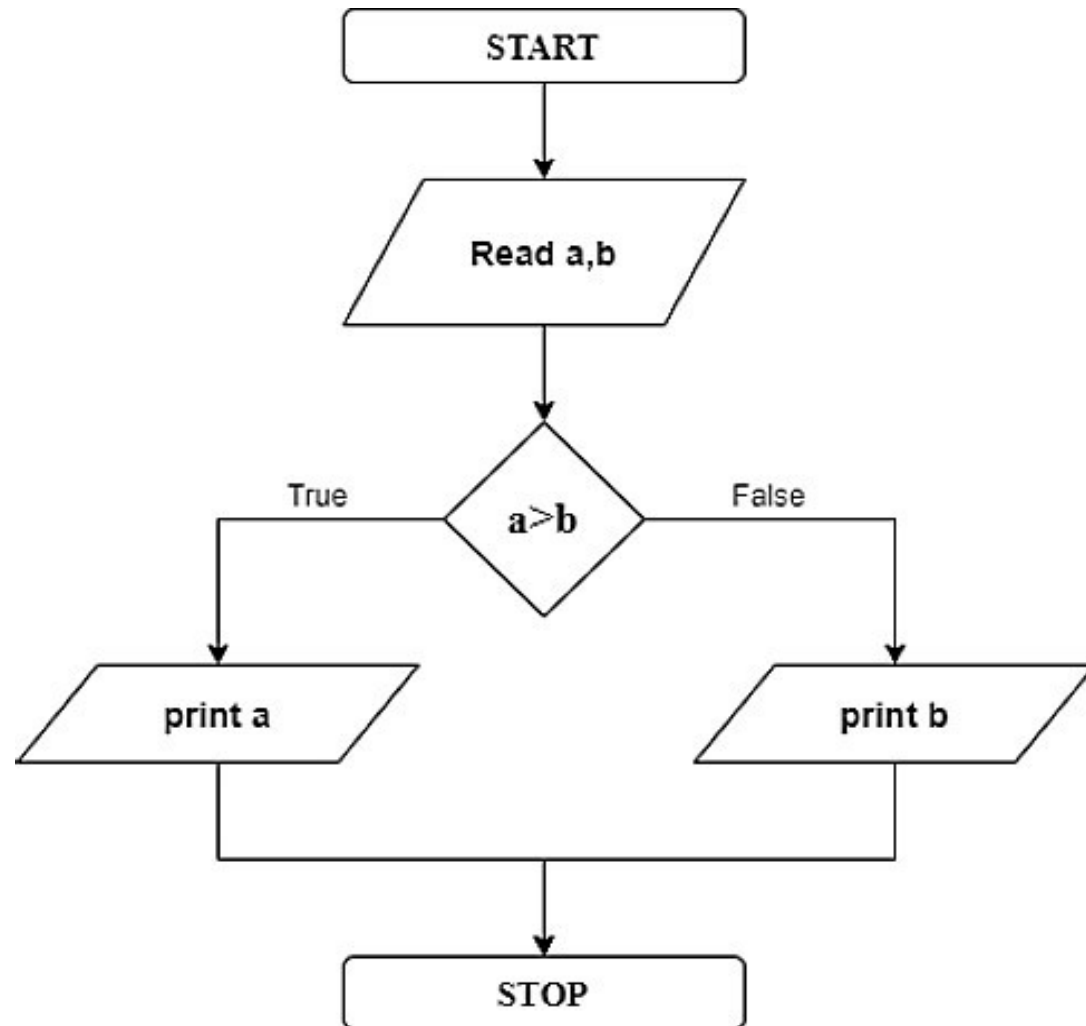 START
Read a,b
True
a>b
False
print a
print b
STOP